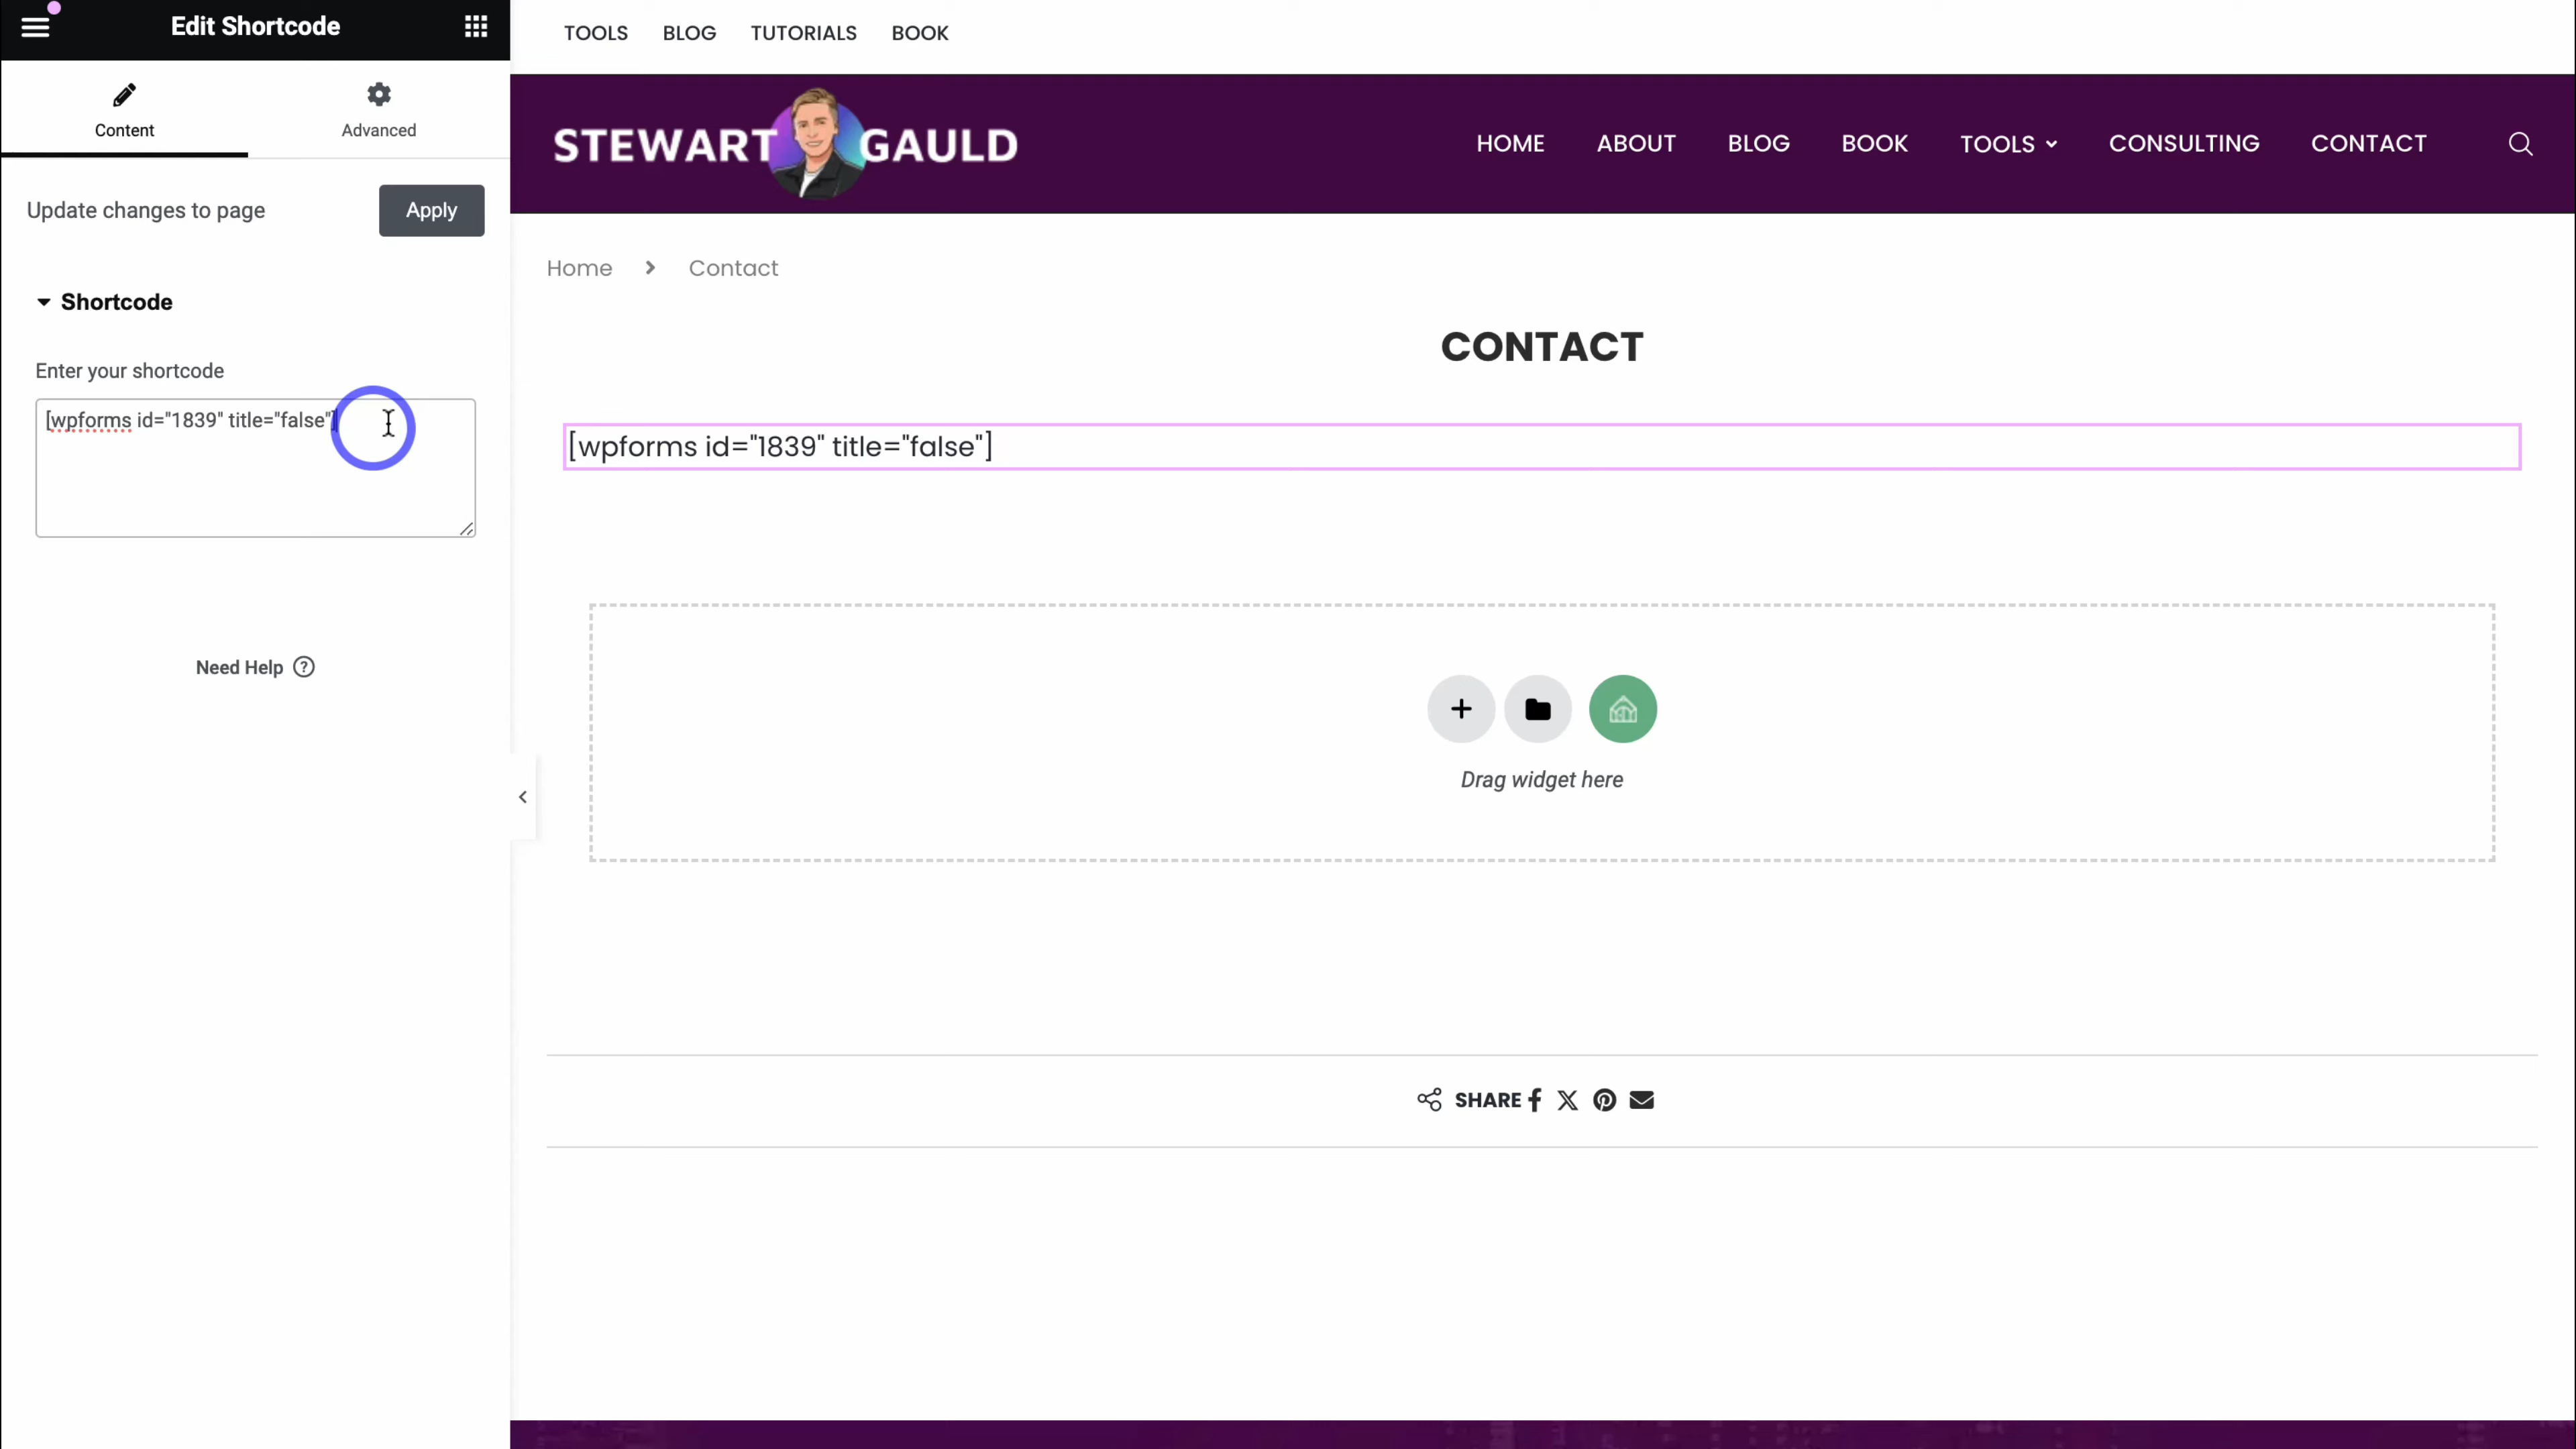 Edit Shortcode
Content
Advanced
Update changes to page
Apply
Shortcode
Enter your shortcode
[wpforms id="1839" title="false"]
Need Help
TOOLS BLOG TUTORIALS BOOK
STEWART GAULD
HOME ABOUT BLOG BOOK TOOLS CONSULTING CONTACT
Home > Contact
CONTACT
[wpforms id="1839" title="false"]
Drag widget here
SHARE